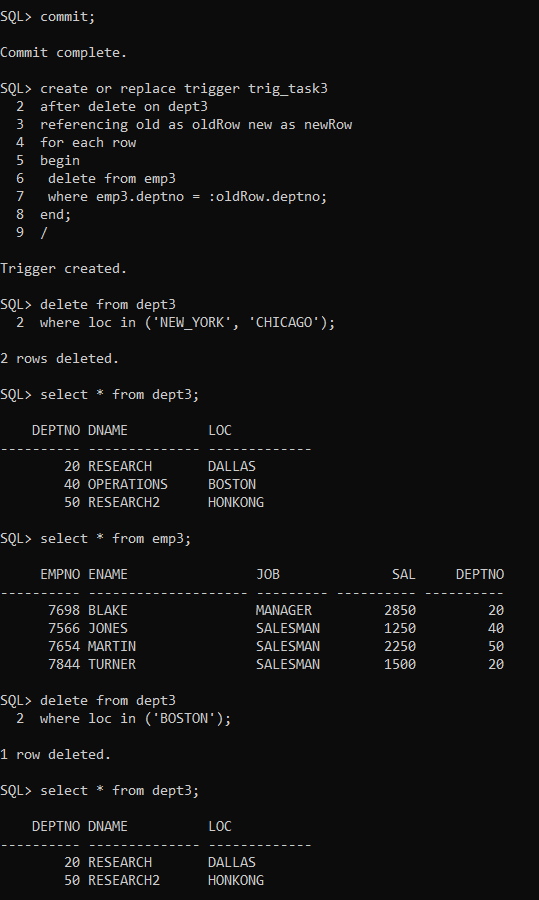 SQL> commit;
Commit complete.
SQL> create or replace trigger trig_task3
  2  after delete on dept3
  3  referencing old as oldRow new as newRow
  4  for each row
  5  begin
  6   delete from emp3
  7   where emp3.deptno = :oldRow.deptno;
  8  end;
  9  /
Trigger created.
SQL> delete from dept3
  2  where loc in ('NEW_YORK', 'CHICAGO');
2 rows deleted.
SQL> select * from dept3;
    DEPTNO DNAME          LOC
---------- -------------- -------------
        20 RESEARCH       DALLAS
        40 OPERATIONS     BOSTON
        50 RESEARCH2      HONKONG
SQL> select * from emp3;
     EMPNO ENAME                JOB              SAL     DEPTNO
---------- -------------------- --------- ---------- ----------
      7698 BLAKE                MANAGER         2850         20
      7566 JONES                SALESMAN        1250         40
      7654 MARTIN               SALESMAN        2250         50
      7844 TURNER               SALESMAN        1500         20
SQL> delete from dept3
  2  where loc in ('BOSTON');
1 row deleted.
SQL> select * from dept3;
    DEPTNO DNAME          LOC
---------- -------------- -------------
        20 RESEARCH       DALLAS
        50 RESEARCH2      HONKONG